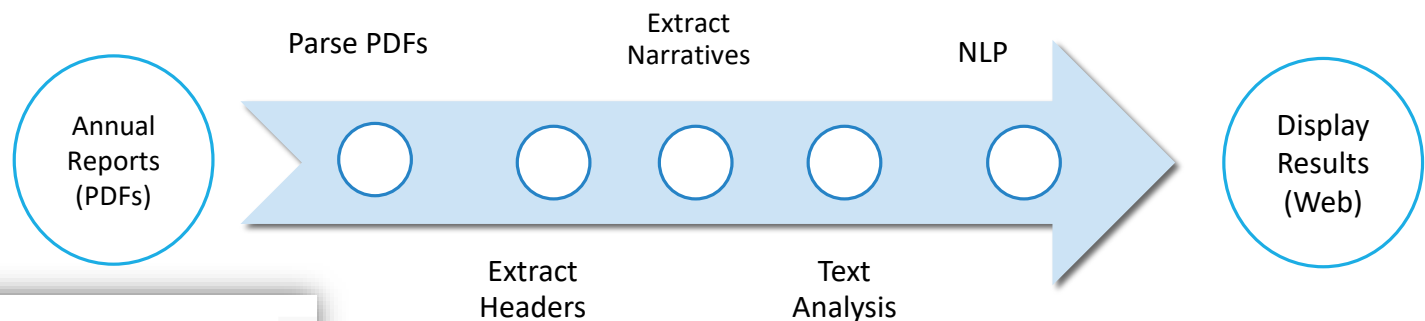 Annual
Reports
(PDFs)
Parse PDFs
Extract
Headers
Extract
Narratives
Text
Analysis
NLP
Display
Results
(Web)